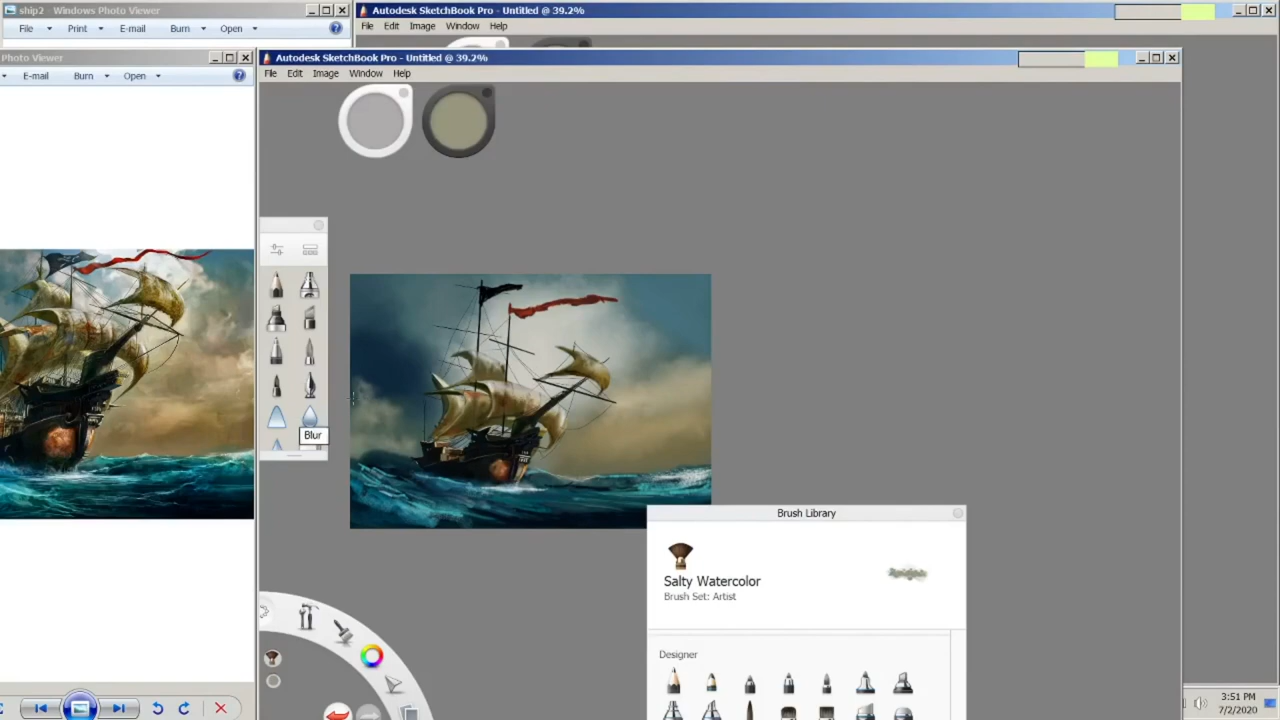 ship2 - Windows Photo Viewer
File Print E-mail Burn Open
Autodesk SketchBook Pro - Untitled @ 39.2%
File Edit Image Window Help
Photo Viewer
E-mail Burn Open
Autodesk SketchBook Pro - Untitled @ 39.2%
File Edit Image Window Help
Blur
Brush Library
Salty Watercolor
Brush Set: Artist
Designer
3:51 PM
7/2/2020